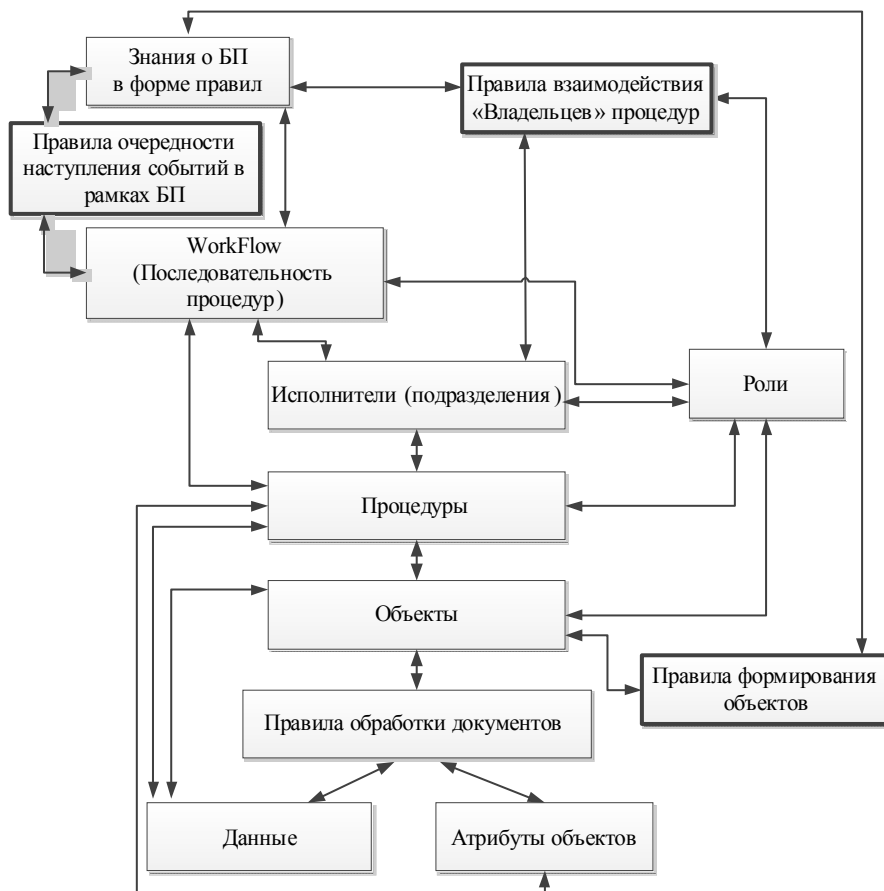 Знания о БП
в форме правил
Правила взаимодействия
«Владельцев» процедур
Правила очередности
наступления событий в
рамках БП
WorkFlow
(Последовательность
процедур)
Исполнители (подразделения)
Роли
Процедуры
Объекты
Правила формирования
объектов
Правила обработки документов
Данные
Атрибуты объектов